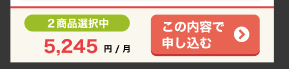 2商品選択中
5,245 円/月
この内容で
申し込む